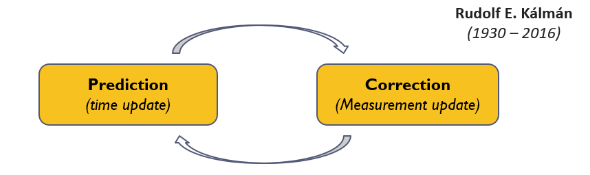 Rudolf E. Kálmán
(1930 – 2016)
Prediction
(time update)
Correction
(Measurement update)